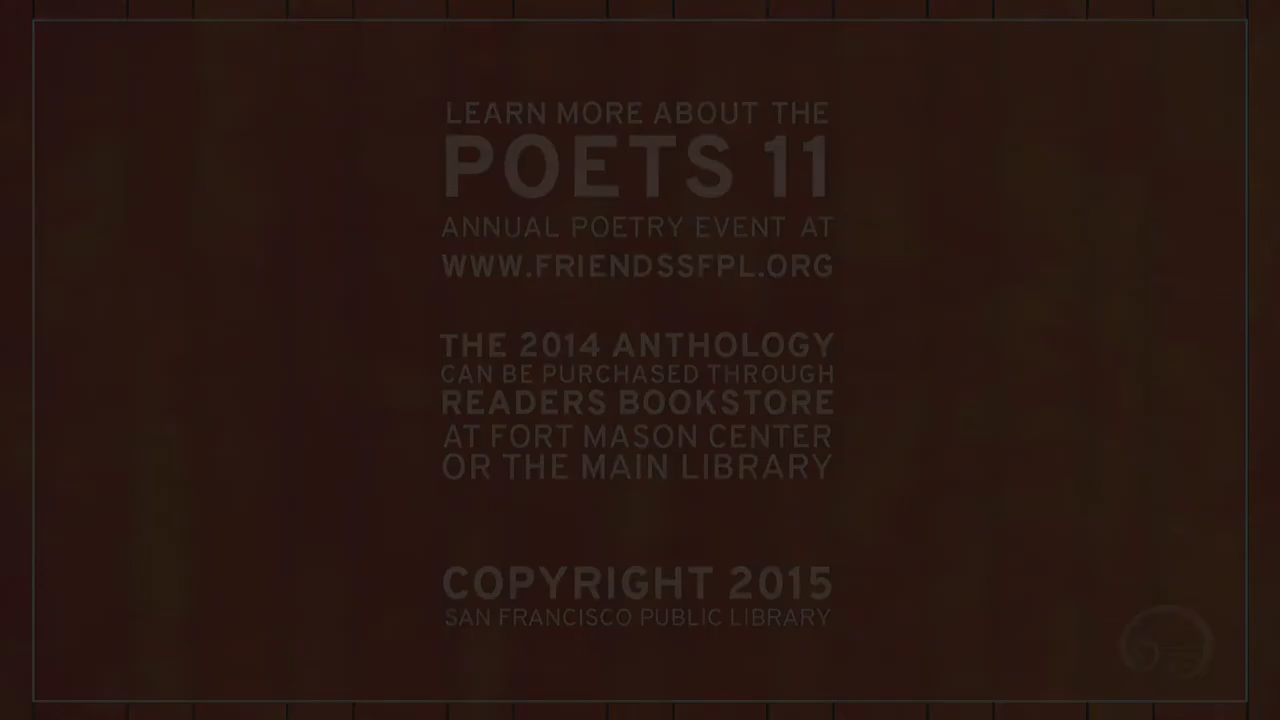 LEARN MORE ABOUT THE
POETS 11
ANNUAL POETRY EVENT AT
WWW.FRIENDSSFPL.ORG
THE 2014 ANTHOLOGY
CAN BE PURCHASED THROUGH
READERS BOOKSTORE
AT FORT MASON CENTER
OR THE MAIN LIBRARY
COPYRIGHT 2015
SAN FRANCISCO PUBLIC LIBRARY